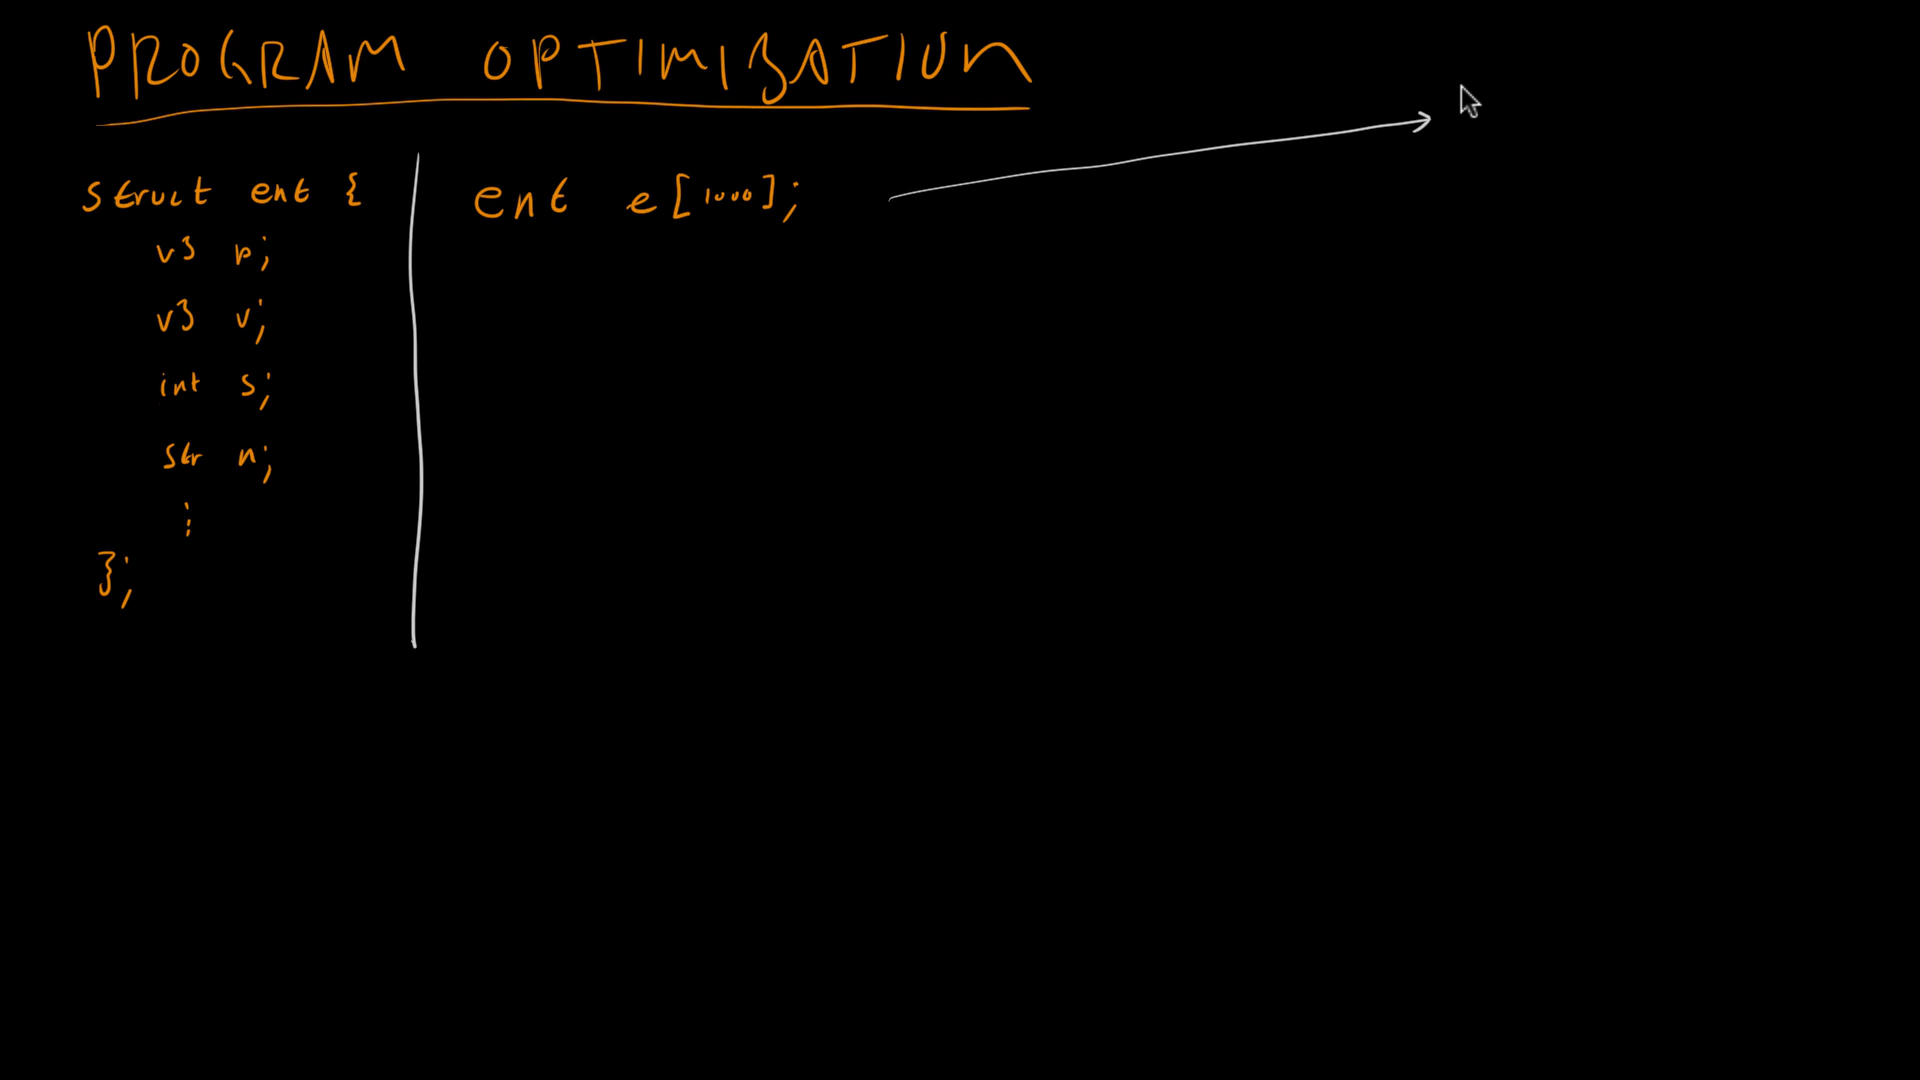 PROGRAM OPTIMIZATION
struct ent {
v3 p;
v3 v;
int s;
str n;
⋮
};
ent e[1000];